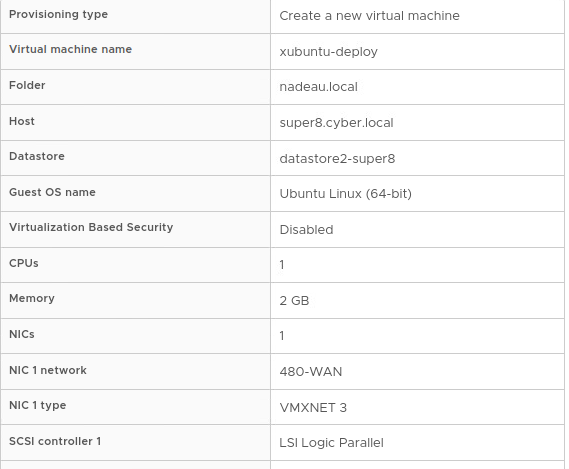 Provisioning type Create a new virtual machine
Virtual machine name xubuntu-deploy
Folder nadeau.local
Host super8.cyber.local
Datastore datastore2-super8
Guest OS name Ubuntu Linux (64-bit)
Virtualization Based Security Disabled
CPUs 1
Memory 2 GB
NICs 1
NIC 1 network 480-WAN
NIC 1 type VMXNET 3
SCSI controller 1 LSI Logic Parallel